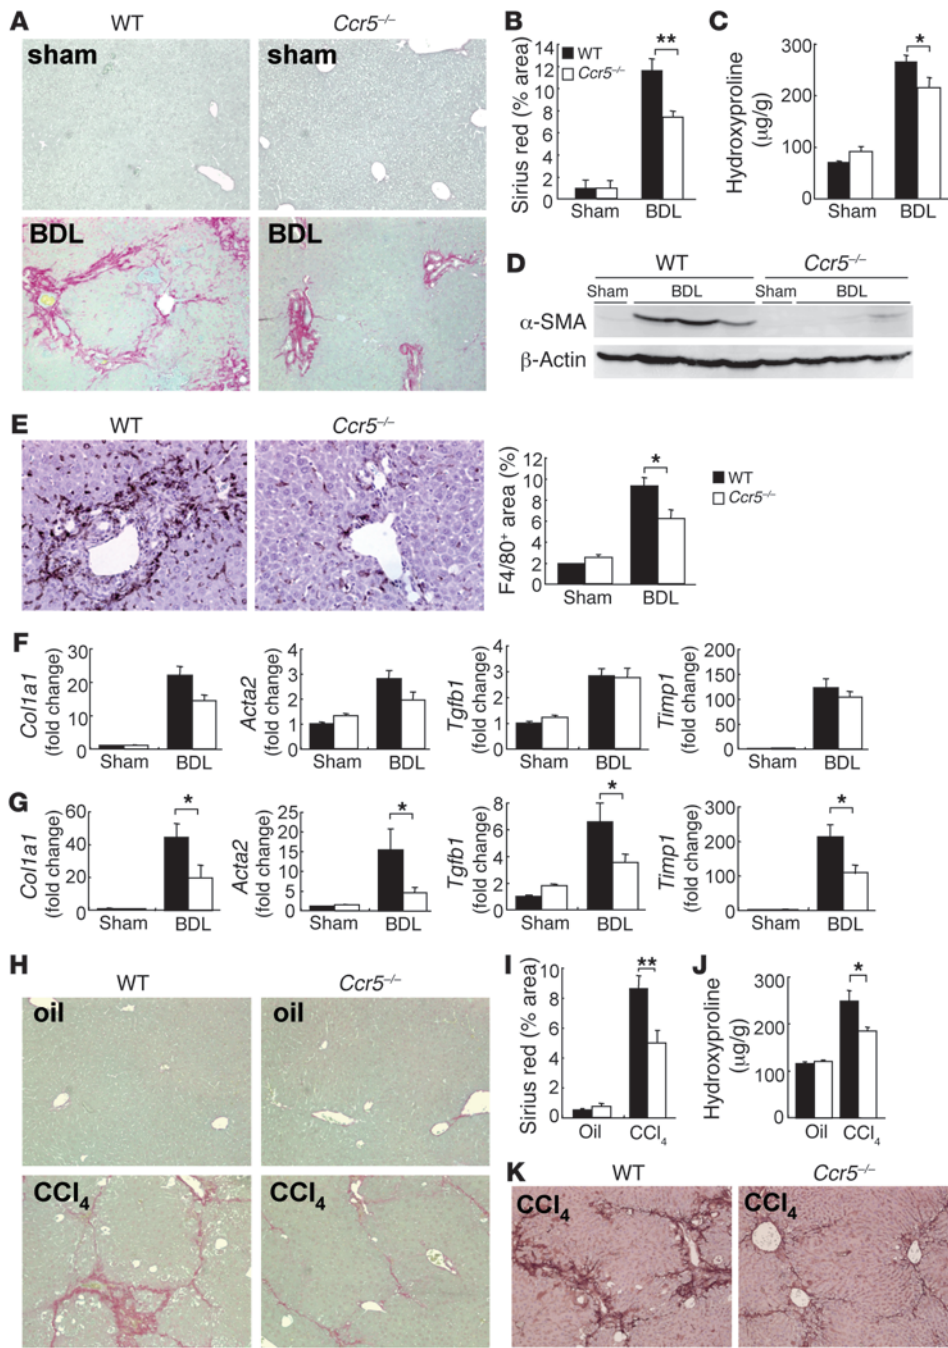 A
WT
Ccr5–/–
sham
sham
BDL
BDL
B
Sirius red (% area)
14
12
10
8
6
4
2
0
WT
Ccr5–/–
**
Sham
BDL
C
Hydroxyproline
(μg/g)
300
200
100
0
*
Sham
BDL
D
WT
Ccr5–/–
Sham
BDL
Sham
BDL
α-SMA
β-Actin
E
WT
Ccr5–/–
F4/80+ area (%)
12
10
8
6
4
2
0
*
WT
Ccr5–/–
Sham
BDL
F
Col1a1
(fold change)
30
20
10
0
Sham
BDL
Acta2
(fold change)
4
3
2
1
0
Sham
BDL
Tgfb1
(fold change)
4
3
2
1
0
Sham
BDL
Timp1
(fold change)
200
150
100
50
0
Sham
BDL
G
Col1a1
(fold change)
60
40
20
0
*
Sham
BDL
Acta2
(fold change)
25
20
15
10
5
0
*
Sham
BDL
Tgfb1
(fold change)
8
6
4
2
0
*
Sham
BDL
Timp1
(fold change)
300
200
100
0
*
Sham
BDL
H
WT
Ccr5–/–
oil
oil
CCl4
CCl4
I
Sirius red (% area)
10
8
6
4
2
0
**
Oil
CCl4
J
Hydroxyproline
(μg/g)
300
200
100
0
*
Oil
CCl4
K
WT
Ccr5–/–
CCl4
CCl4